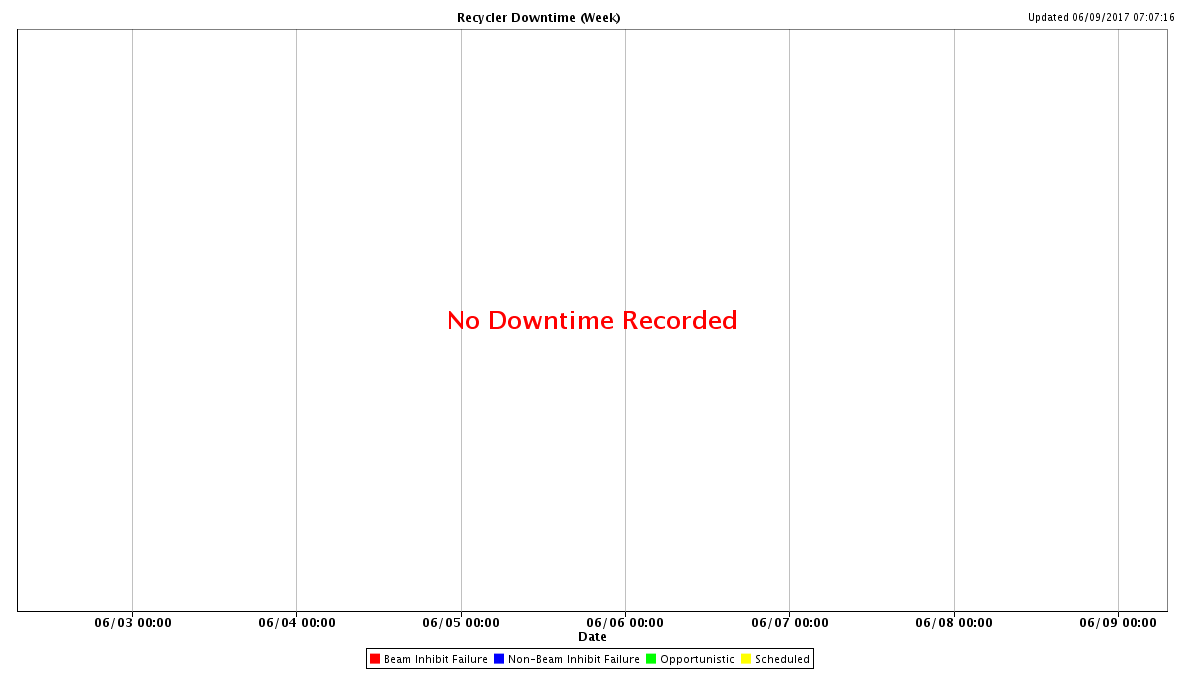 Recycler Downtime (Week)
Updated 06/09/2017 07:07:16
No Downtime Recorded
06/03 00:00 06/04 00:00 06/05 00:00 06/06 00:00 06/07 00:00 06/08 00:00 06/09 00:00
Date
Beam Inhibit Failure Non-Beam Inhibit Failure Opportunistic Scheduled